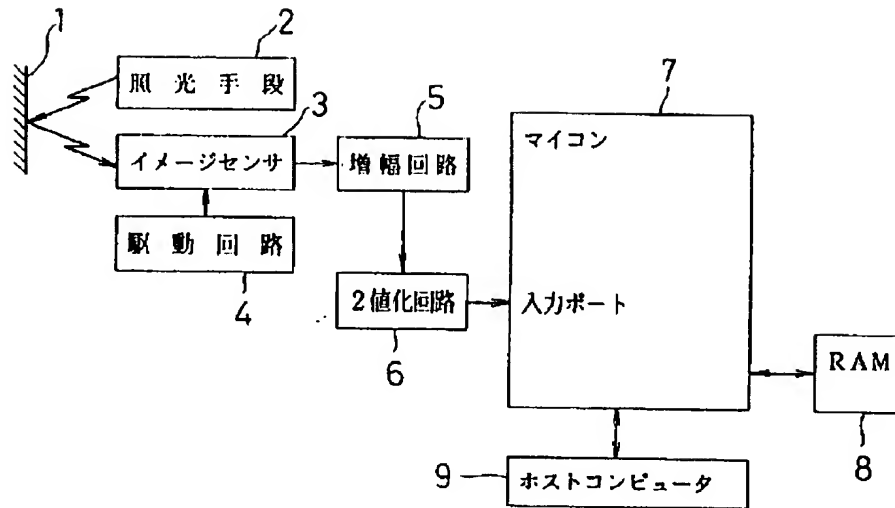 1
2
照光手段
3
イメージセンサ
5
増幅回路
7
マイコン
駆動回路
4
2値化回路
6
入力ポート
RAM
8
9
ホストコンピュータ